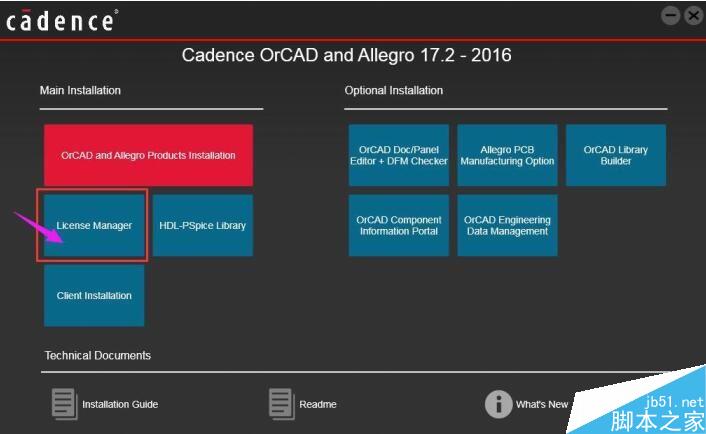 cādence®
Cadence OrCAD and Allegro 17.2 - 2016
Main Installation
Optional Installation
OrCAD and Allegro Products Installation
OrCAD Doc/Panel
Editor + DFM Checker
Allegro PCB
Manufacturing Option
OrCAD Library
Builder
License Manager
HDL-PSpice Library
OrCAD Component
Information Portal
OrCAD Engineering
Data Management
Client Installation
Technical Documents
Installation Guide
Readme
What's New
jb51.net
脚本之家